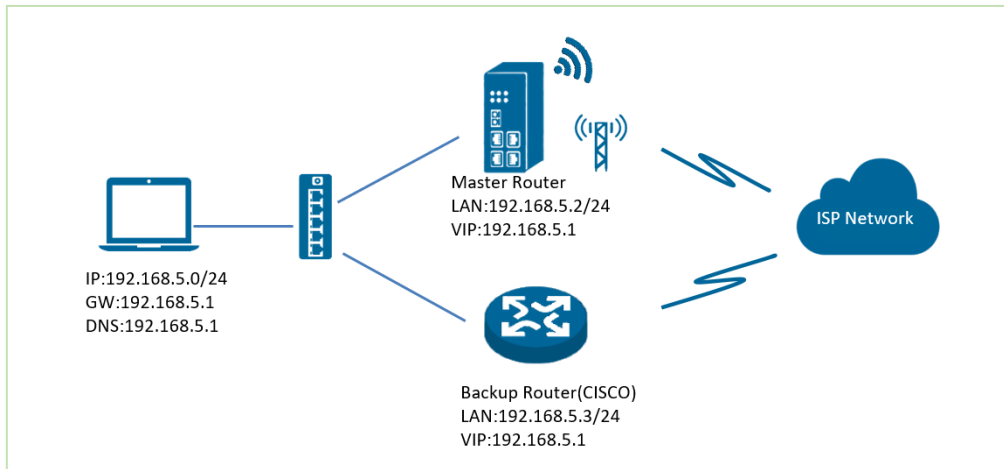 Master Router
LAN:192.168.5.2/24
VIP:192.168.5.1
ISP Network
IP:192.168.5.0/24
GW:192.168.5.1
DNS:192.168.5.1
Backup Router(CISCO)
LAN:192.168.5.3/24
VIP:192.168.5.1